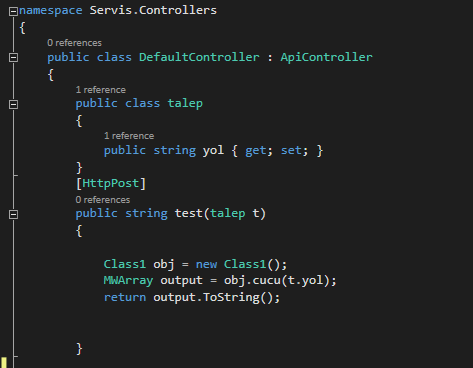 namespace Servis.Controllers
{
0 references
public class DefaultController : ApiController
{
1 reference
public class talep
{
1 reference
public string yol { get; set; }
}
[HttpPost]
0 references
public string test(talep t)
{
Class1 obj = new Class1();
MWArray output = obj.cucu(t.yol);
return output.ToString();
}